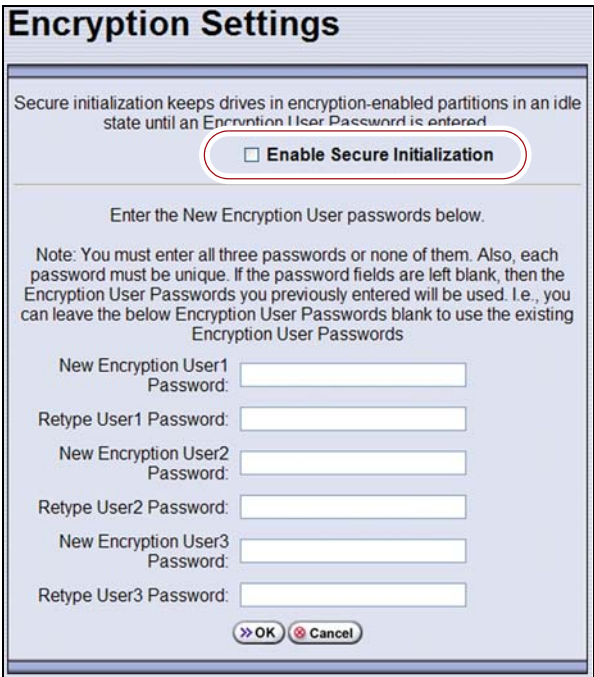 Encryption Settings
Secure initialization keeps drives in encryption-enabled partitions in an idle
state until an Encryption User Password is entered
Enable Secure Initialization
Enter the New Encryption User passwords below.
Note: You must enter all three passwords or none of them. Also, each
password must be unique. If the password fields are left blank, then the
Encryption User Passwords you previously entered will be used. I.e., you
can leave the below Encryption User Passwords blank to use the existing
Encryption User Passwords
New Encryption User1
Password:
Retype User1 Password:
New Encryption User2
Password:
Retype User2 Password:
New Encryption User3
Password:
Retype User3 Password:
OK Cancel